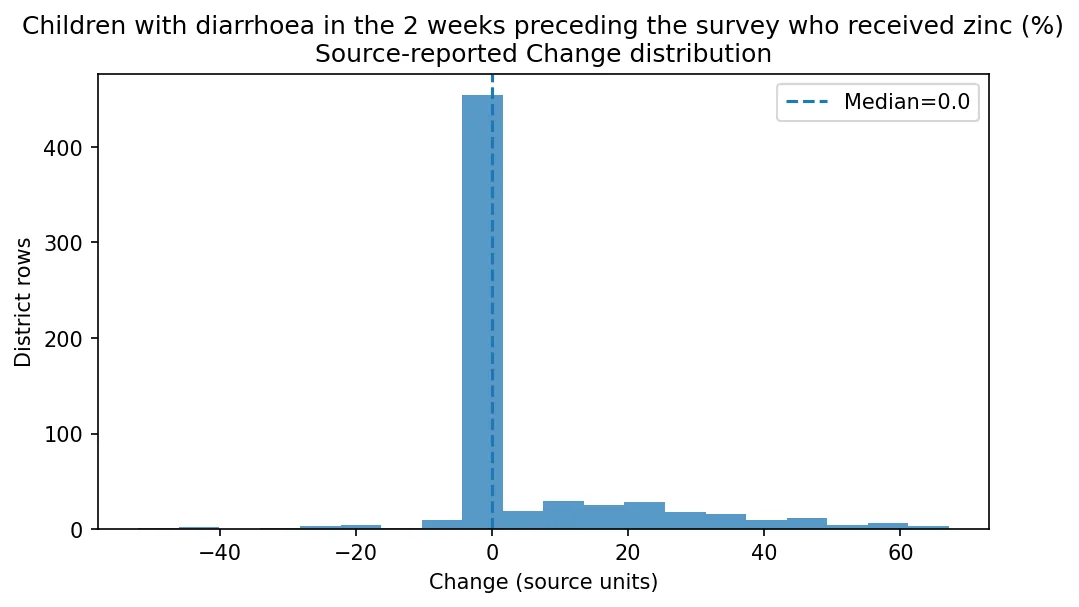 Children with diarrhoea in the 2 weeks preceding the survey who received zinc (%)
Source-reported Change distribution
Median=0.0
District rows
400
300
200
100
0
−40
−20
0
20
40
60
Change (source units)